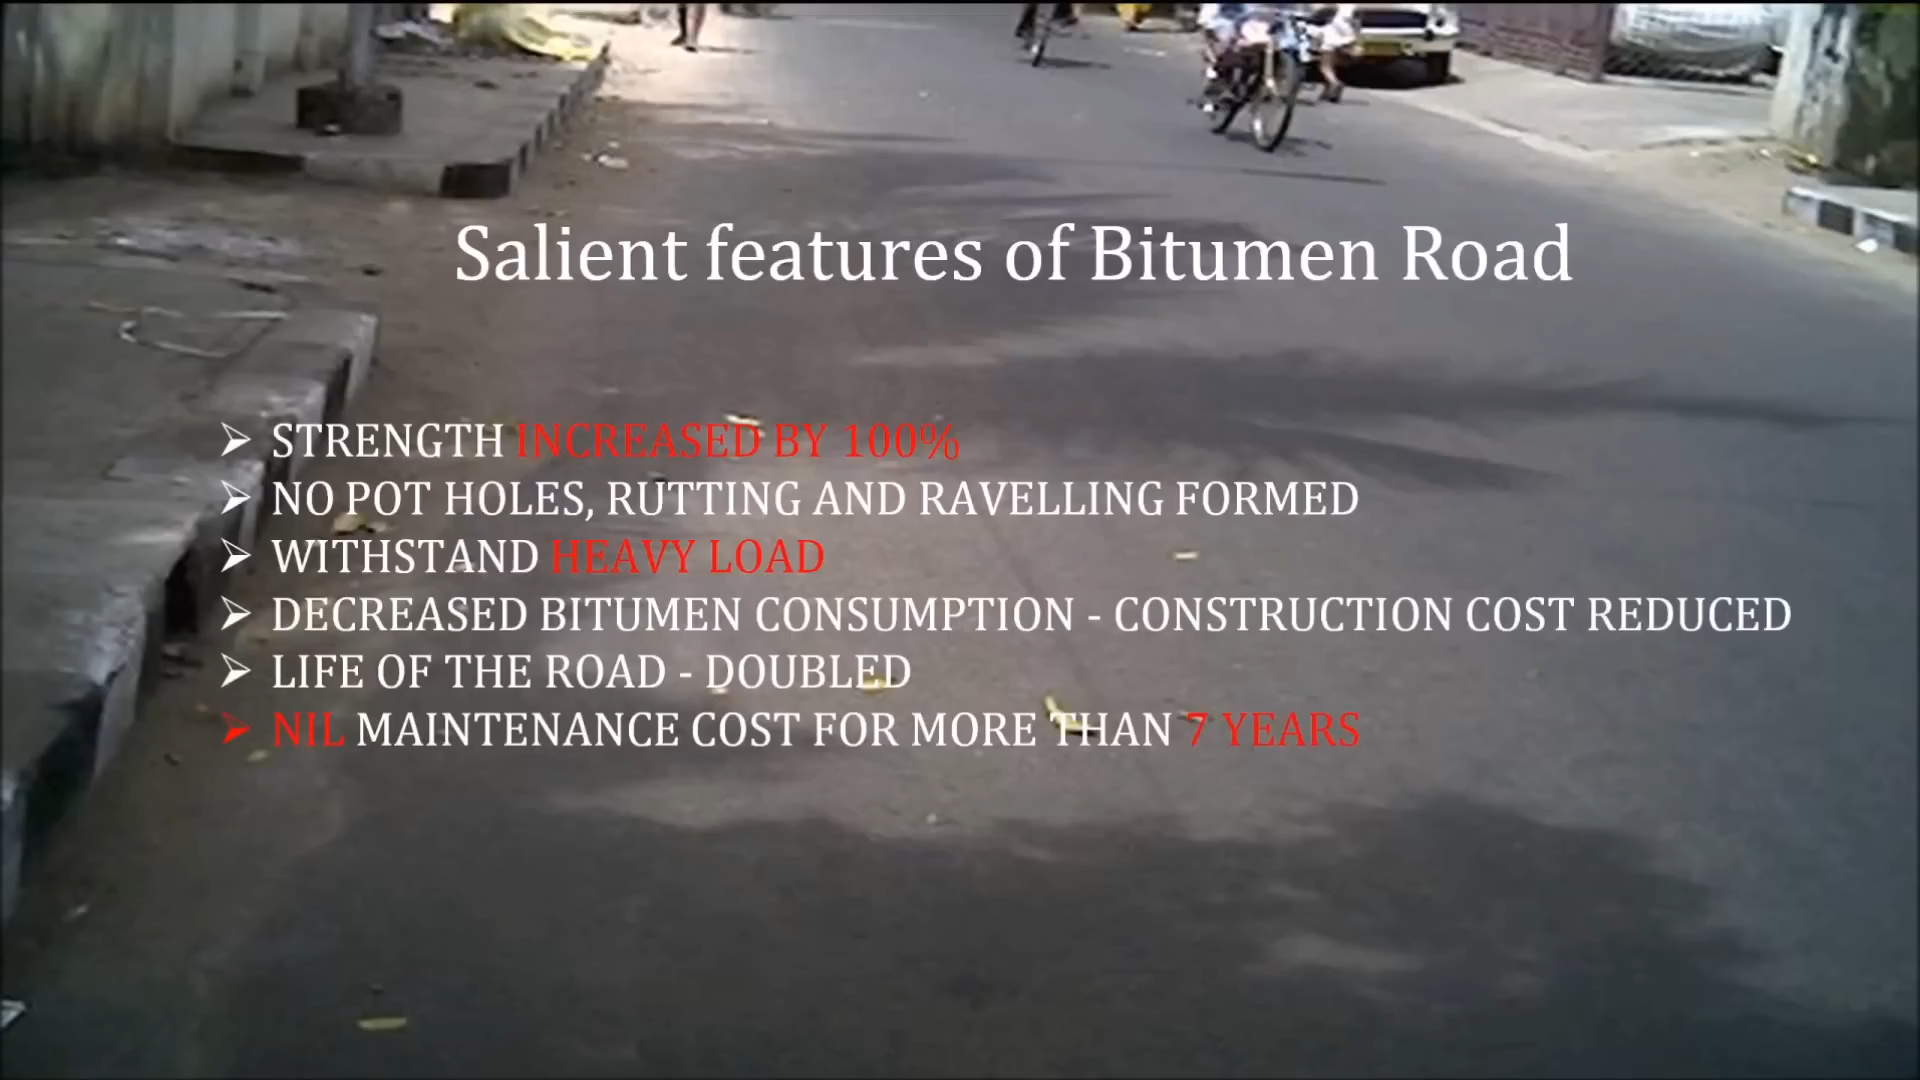 Salient features of Bitumen Road
➢ STRENGTH INCREASED BY 100%
➢ NO POT HOLES, RUTTING AND RAVELLING FORMED
➢ WITHSTAND HEAVY LOAD
➢ DECREASED BITUMEN CONSUMPTION - CONSTRUCTION COST REDUCED
➢ LIFE OF THE ROAD - DOUBLED
➢ NIL MAINTENANCE COST FOR MORE THAN 7 YEARS